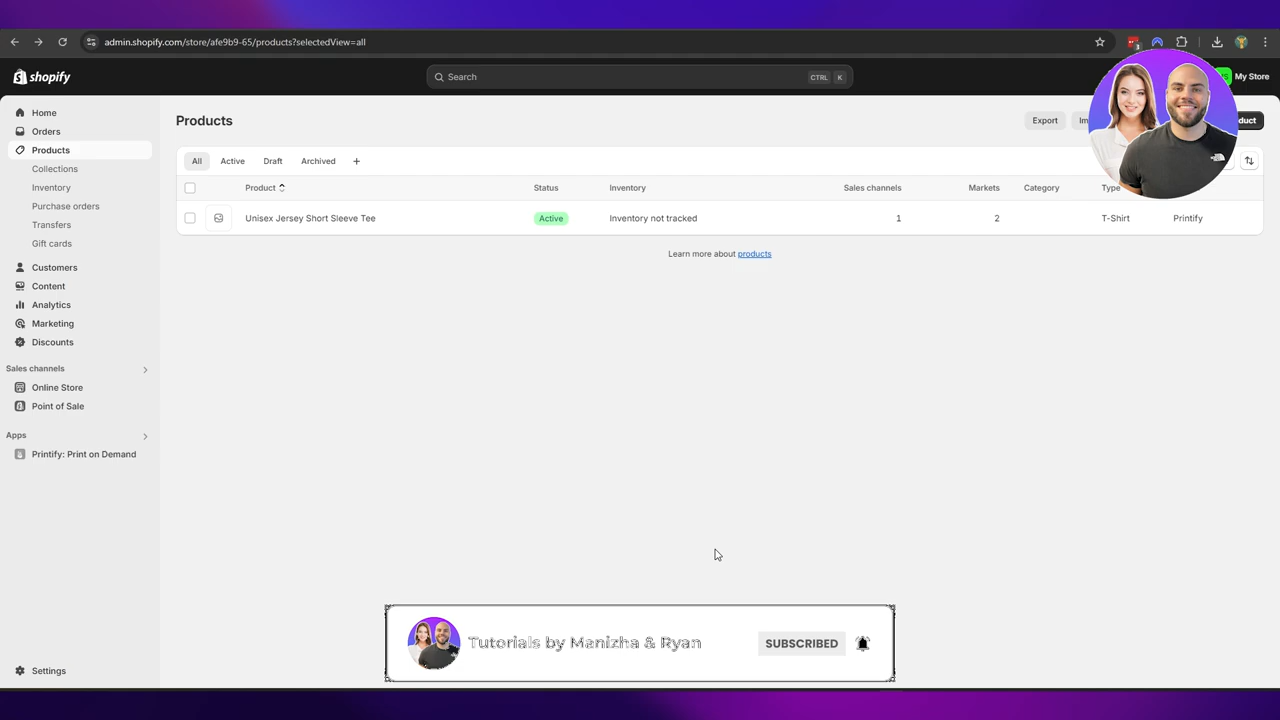 admin.shopify.com/store/afe9b9-65/products?selectedView=all
shopify
Search
CTRL K
My Store
Home
Orders
Products
Collections
Inventory
Purchase orders
Transfers
Gift cards
Customers
Content
Analytics
Marketing
Discounts
Sales channels
Online Store
Point of Sale
Apps
Printify: Print on Demand
Settings
Products
Export
All Active Draft Archived
Product Status Inventory Sales channels Markets Category Type
Unisex Jersey Short Sleeve Tee Active Inventory not tracked 1 2 T-Shirt Printify
Learn more about products
Tutorials by Manizha & Ryan
SUBSCRIBED